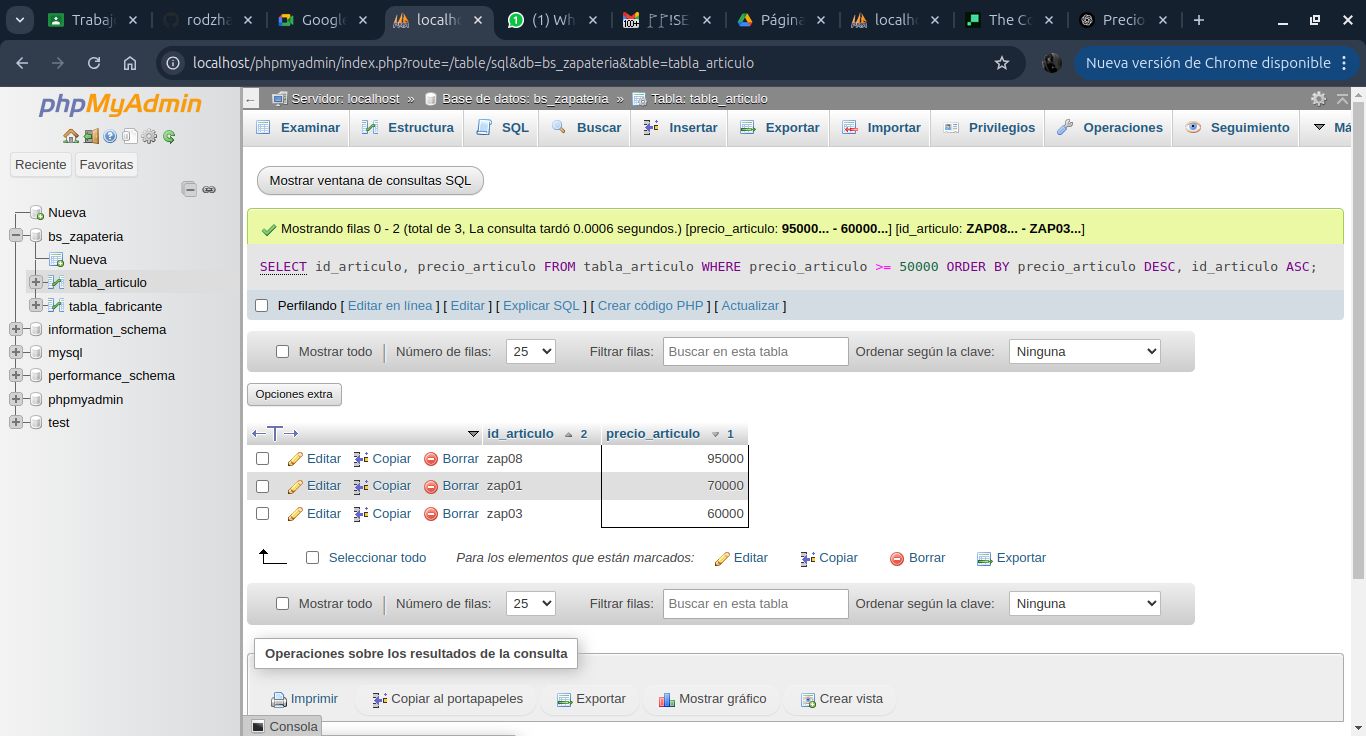 Trabajo
rodzha
Google
localho
(1) Wh
100+
!SE
Página
localho
The Co
Precio
localhost/phpmyadmin/index.php?route=/table/sql&db=bs_zapateria&table=tabla_articulo
Nueva versión de Chrome disponible
phpMyAdmin
Reciente
Favoritas
Nueva
bs_zapateria
Nueva
tabla_articulo
tabla_fabricante
information_schema
mysql
performance_schema
phpmyadmin
test
Servidor: localhost » Base de datos: bs_zapateria » Tabla: tabla_articulo
Examinar Estructura SQL Buscar Insertar Exportar Importar Privilegios Operaciones Seguimiento Má
Mostrar ventana de consultas SQL
Mostrando filas 0 - 2 (total de 3, La consulta tardó 0.0006 segundos.) [precio_articulo: 95000... - 60000...] [id_articulo: ZAP08... - ZAP03...]
SELECT id_articulo, precio_articulo FROM tabla_articulo WHERE precio_articulo >= 50000 ORDER BY precio_articulo DESC, id_articulo ASC;
Perfilando [ Editar en línea ] [ Editar ] [ Explicar SQL ] [ Crear código PHP ] [ Actualizar ]
Mostrar todo | Número de filas: 25 Filtrar filas: Buscar en esta tabla Ordenar según la clave: Ninguna
Opciones extra
id_articulo 2 precio_articulo 1
Editar Copiar Borrar zap08 95000
Editar Copiar Borrar zap01 70000
Editar Copiar Borrar zap03 60000
Seleccionar todo Para los elementos que están marcados: Editar Copiar Borrar Exportar
Mostrar todo | Número de filas: 25 Filtrar filas: Buscar en esta tabla Ordenar según la clave: Ninguna
Operaciones sobre los resultados de la consulta
Imprimir Copiar al portapapeles Exportar Mostrar gráfico Crear vista
Consola